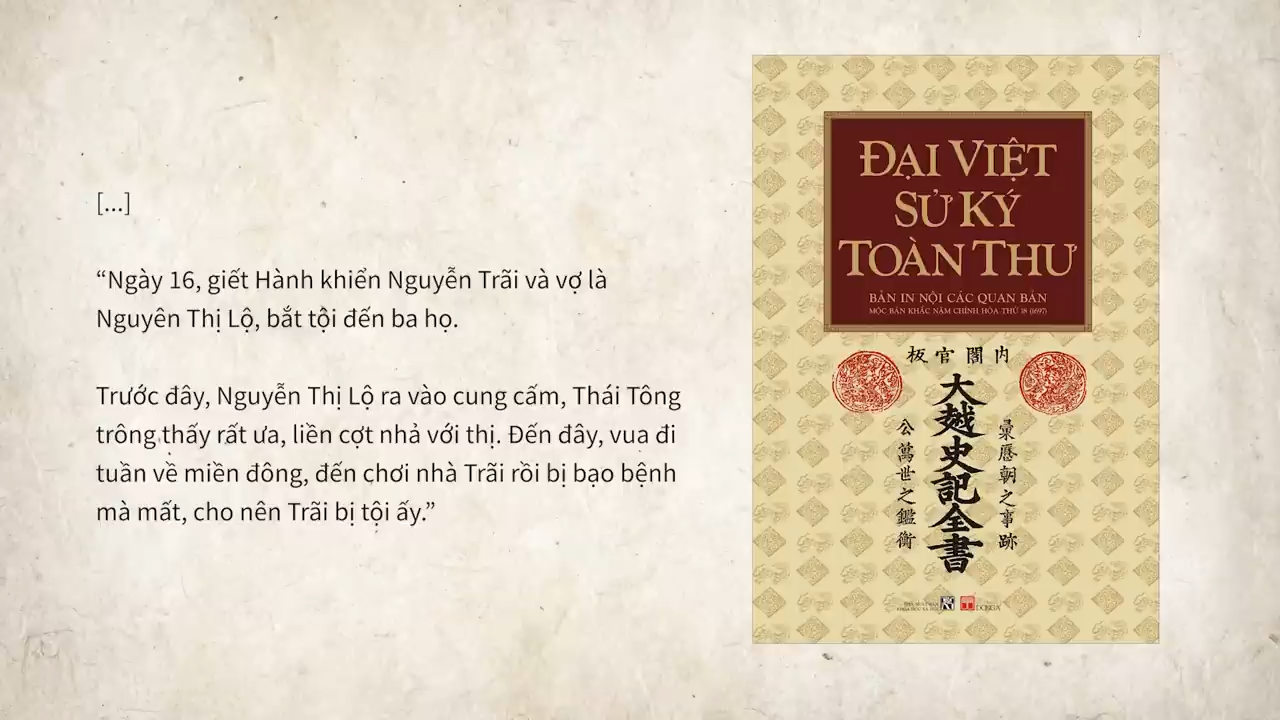 [...]
“Ngày 16, giết Hành khiển Nguyễn Trãi và vợ là
Nguyên Thị Lộ, bắt tội đến ba họ.
Trước đây, Nguyễn Thị Lộ ra vào cung cấm, Thái Tông
trông thấy rất ưa, liền cợt nhả với thị. Đến đây, vua đi
tuần về miền đông, đến chơi nhà Trãi rồi bị bạo bệnh
mà mất, cho nên Trãi bị tội ấy.”
ĐẠI VIỆT
SỬ KÝ
TOÀN THƯ
BẢN IN NỘI CÁC QUAN BẢN
MỘC BẢN KHẮC NĂM CHÍNH HÒA THỨ 18 (1697)
內閣官板
彙歷朝之事跡
大越史記全書
公萬世之鑑衡
ĐÔNG A